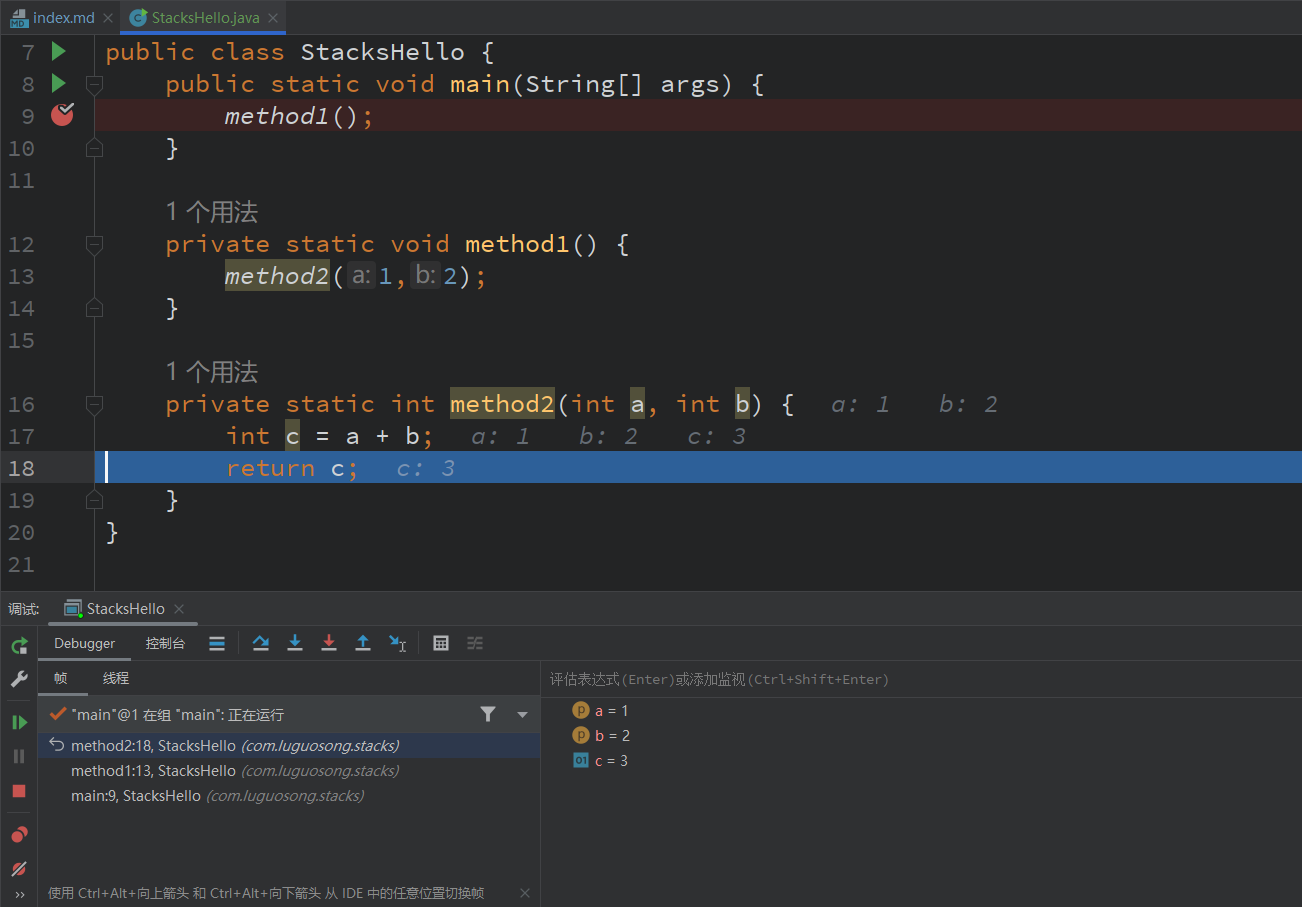 index.md StacksHello.java
7 public class StacksHello {
8 public static void main(String[] args) {
9 method1();
10 }
11
1 个用法
12 private static void method1() {
13 method2( a: 1, b: 2);
14 }
15
1 个用法
16 private static int method2(int a, int b) { a: 1 b: 2
17 int c = a + b; a: 1 b: 2 c: 3
18 return c; c: 3
19 }
20 }
21
调试: StacksHello
Debugger 控制台
帧 线程
评估表达式(Enter)或添加监视(Ctrl+Shift+Enter)
"main"@1 在组 "main": 正在运行
method2:18, StacksHello (com.luguosong.stacks)
method1:13, StacksHello (com.luguosong.stacks)
main:9, StacksHello (com.luguosong.stacks)
p a = 1
p b = 2
01 c = 3
使用 Ctrl+Alt+向上箭头 和 Ctrl+Alt+向下箭头 从 IDE 中的任意位置切换帧